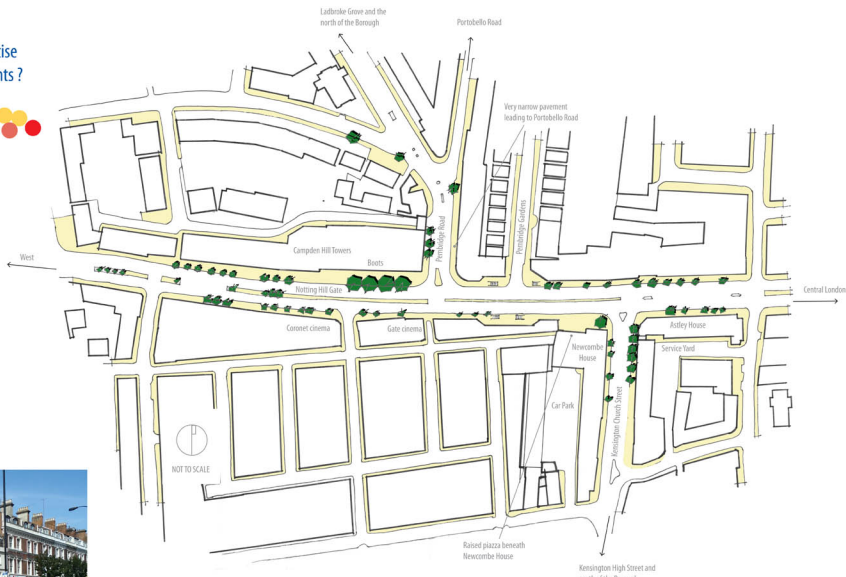 Ladbroke Grove and the
north of the Borough
Portobello Road
Very narrow pavement
leading to Portobello Road
Pembridge Road
Pembridge Gardens
Campden Hill Towers
Boots
West
Notting Hill Gate
Central London
Coronet cinema
Gate cinema
Newcombe
House
Astley House
Service Yard
Car Park
Kensington Church Street
NOT TO SCALE
Raised piazza beneath
Newcombe House
Kensington High Street and